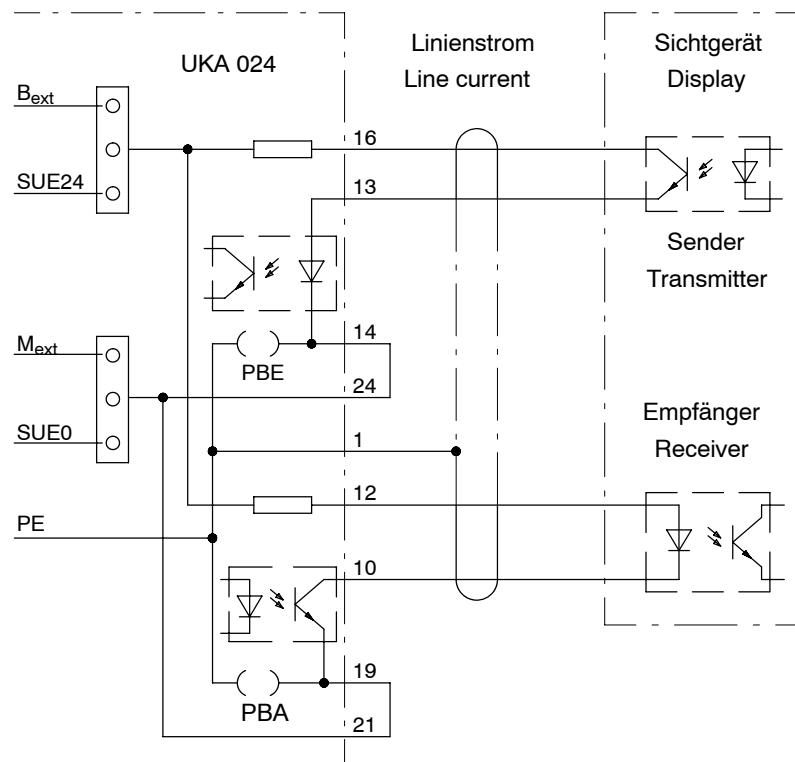 UKA 024
Linienstrom
Line current
Sichtgerät
Display
Bext
SUE24
16
13
Sender
Transmitter
Mext
SUE0
14
PBE
24
Empfänger
Receiver
1
12
PE
10
19
PBA
21